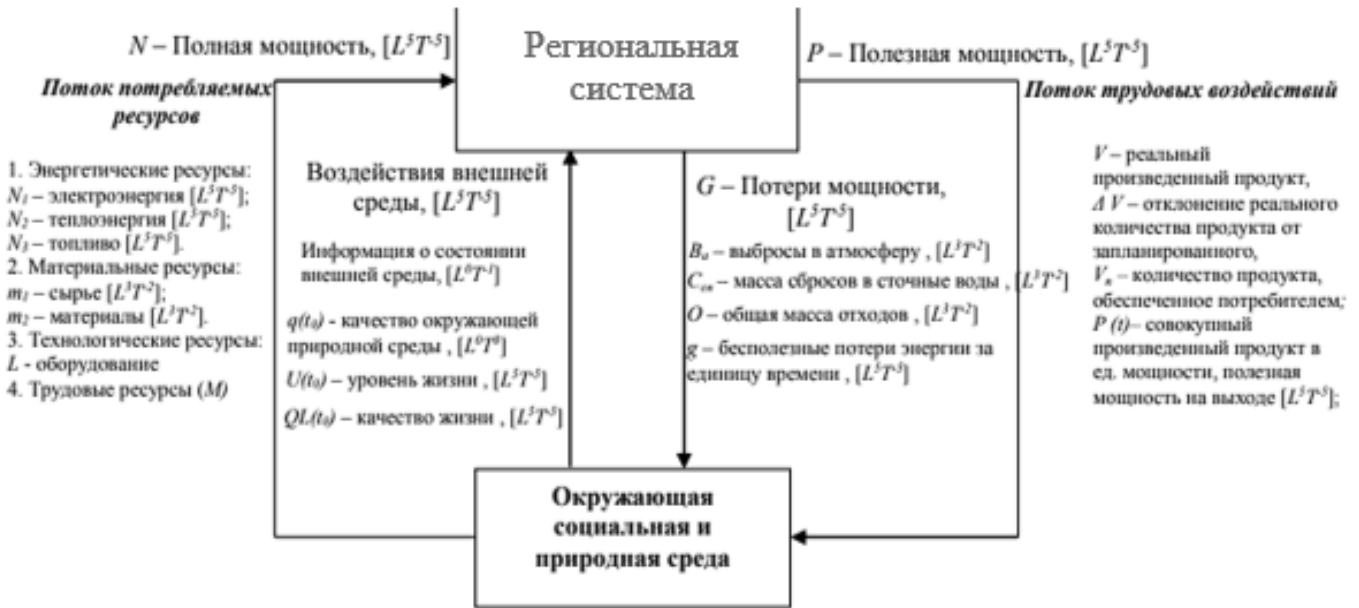 N – Полная мощность, [L⁵T⁻⁵]
Региональная
система
P – Полезная мощность, [L⁵T⁻⁵]
Поток потребляемых
ресурсов
Поток трудовых воздействий
1. Энергетические ресурсы:
N₁ – электроэнергия [L⁵T⁻⁵];
N₂ – теплоэнергия [L⁵T⁻⁵];
N₃ – топливо [L⁵T⁻⁵].
2. Материальные ресурсы:
m₁ – сырье [L³T⁻²];
m₂ – материалы [L³T⁻²].
3. Технологические ресурсы:
L - оборудование
4. Трудовые ресурсы (M)
Воздействия внешней
среды, [L⁵T⁻⁵]
Информация о состоянии
внешней среды, [L⁰T⁻¹]
q(t₀) - качество окружающей
природной среды , [L⁰T⁰]
U(t₀) – уровень жизни , [L⁵T⁻⁵]
QL(t₀) – качество жизни , [L⁵T⁻⁵]
G – Потери мощности,
[L⁵T⁻⁵]
Bₐ – выбросы в атмосферу , [L³T⁻²]
Cсв – масса сбросов в сточные воды , [L³T⁻²]
O – общая масса отходов , [L³T⁻²]
g – бесполезные потери энергии за
единицу времени , [L⁵T⁻⁵]
V – реальный
произведенный продукт,
Δ V – отклонение реального
количества продукта от
запланированного,
Vₙ – количество продукта,
обеспеченное потребителем;
P (t) – совокупный
произведенный продукт в
ед. мощности, полезная
мощность на выходе [L⁵T⁻⁵];
Окружающая
социальная и
природная среда